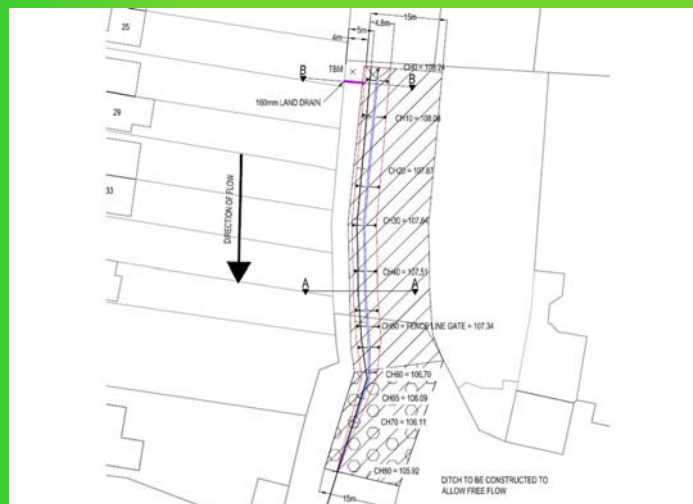 15m
4.8m
5m
4m
25
B
TBM
CH0 = 108.24
B
160mm LAND DRAIN
CH10 = 108.08
29
CH20 = 107.87
33
DIRECTION OF FLOW
CH30 = 107.64
CH40 = 107.51
A
A
CH50 = FENCE LINE GATE = 107.34
CH60 = 106.70
CH65 = 106.09
CH70 = 106.11
CH80 = 105.92
DITCH TO BE CONSTRUCTED TO
ALLOW FREE FLOW
15m